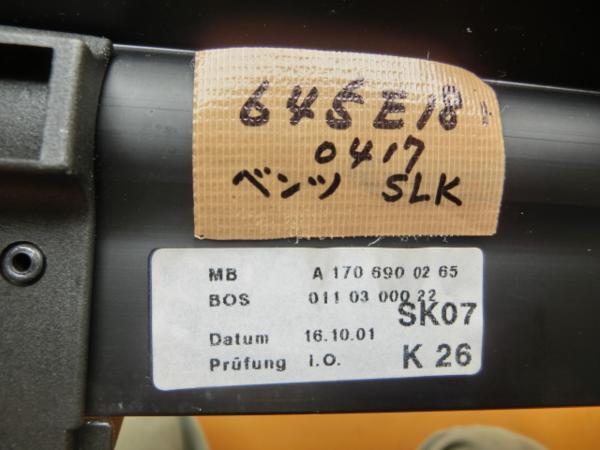 645E18
0417
ベンツ SLK
MB A 170 690 02 65
BOS 011 03 000 22
SK07
Datum 16.10.01
Prüfung I.O. K 26